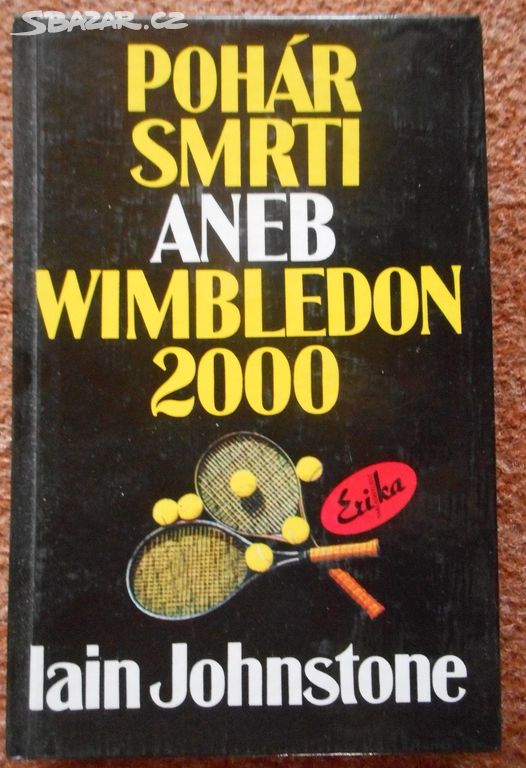 SBAZAR.CZ
POHÁR
SMRTI
ANEB
WIMBLEDON
2000
Erika
Iain Johnstone